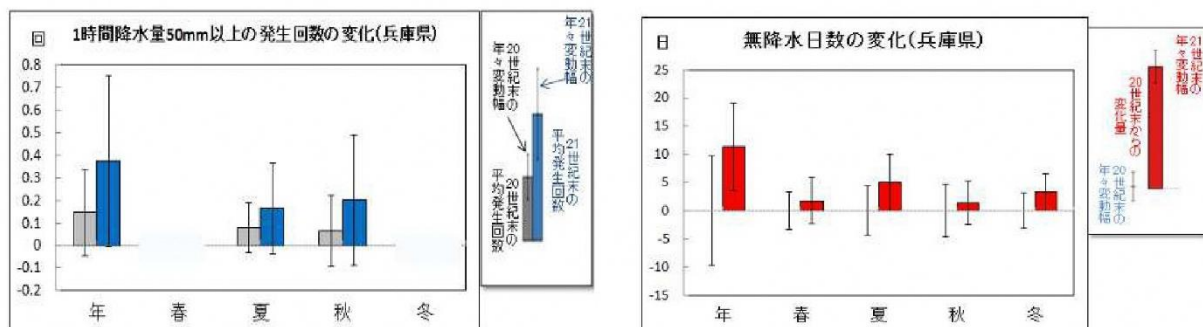 回 1時間降水量50mm以上の発生回数の変化(兵庫県)
0.8
0.7
0.6
0.5
0.4
0.3
0.2
0.1
0
-0.1
-0.2
年 春 夏 秋 冬
21世紀末の
年々変動幅
20世紀末の
年々変動幅
21世紀末の
平均発生回数
20世紀末の
平均発生回数
日 無降水日数の変化(兵庫県)
25
20
15
10
5
0
-5
-10
-15
年 春 夏 秋 冬
21世紀末の
年々変動幅
20世紀末からの
変化量
20世紀末の
年々変動幅